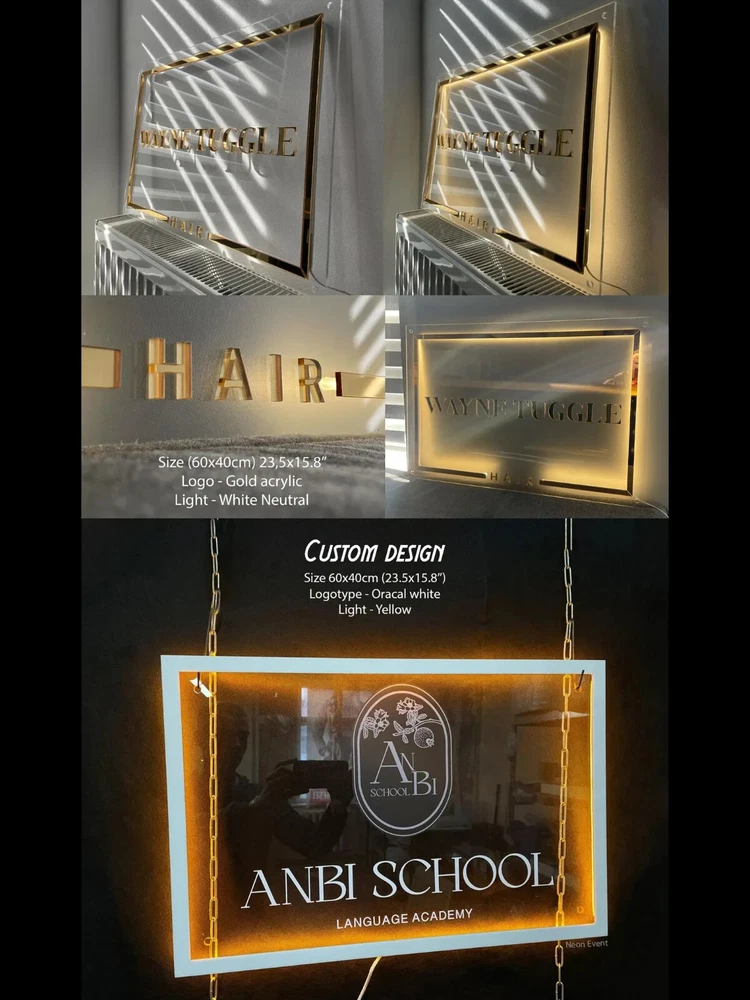 WAYNE TUGGLE
HAIR
WAYNE TUGGLE
HAIR
HAIR
Size (60x40cm) 23,5x15.8”
Logo - Gold acrylic
Light - White Neutral
WAYNE TUGGLE
HAIR
CUSTOM DESIGN
Size 60x40cm (23.5x15.8”)
Logotype - Oracal white
Light - Yellow
AN
SCHOOL BI
ANBI SCHOOL
LANGUAGE ACADEMY
Neon Event